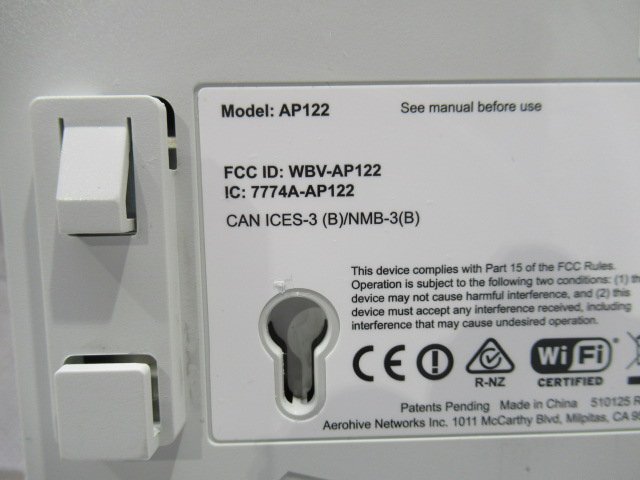 Model: AP122
See manual before use
FCC ID: WBV-AP122
IC: 7774A-AP122
CAN ICES-3 (B)/NMB-3(B)
This device complies with Part 15 of the FCC Rules.
Operation is subject to the following two conditions: (1)
device may not cause harmful interference, and (2) this
device must accept any interference received, including
interference that may cause undesired operation.
CE
R-NZ
Wi Fi
CERTIFIED
Patents Pending Made in China 510125
Aerohive Networks Inc. 1011 McCarthy Blvd, Milpitas, CA